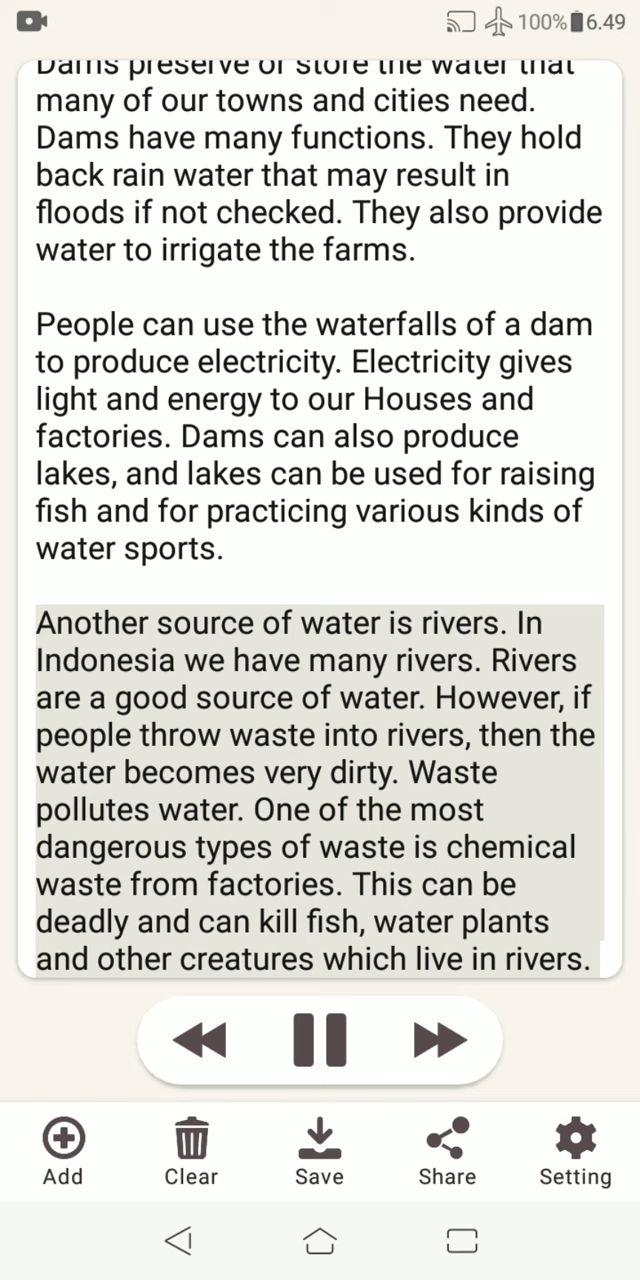 100% 6.49
Dams preserve or store the water that
many of our towns and cities need.
Dams have many functions. They hold
back rain water that may result in
floods if not checked. They also provide
water to irrigate the farms.
People can use the waterfalls of a dam
to produce electricity. Electricity gives
light and energy to our Houses and
factories. Dams can also produce
lakes, and lakes can be used for raising
fish and for practicing various kinds of
water sports.
Another source of water is rivers. In
Indonesia we have many rivers. Rivers
are a good source of water. However, if
people throw waste into rivers, then the
water becomes very dirty. Waste
pollutes water. One of the most
dangerous types of waste is chemical
waste from factories. This can be
deadly and can kill fish, water plants
and other creatures which live in rivers.
Add Clear Save Share Setting